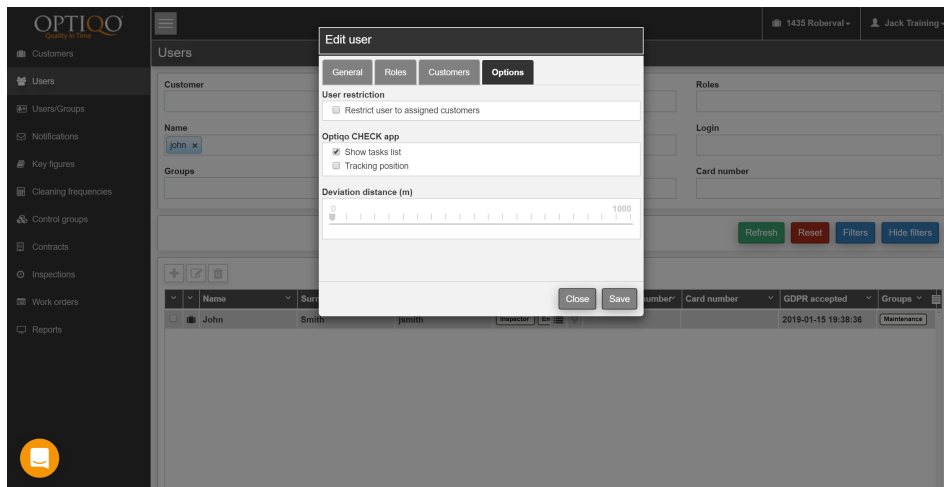 OPTIQO
Quality in Time
1435 Roberval
Jack Training
Customers
Users
Users/Groups
Notifications
Key figures
Cleaning frequencies
Control groups
Contracts
Inspections
Work orders
Reports
Users
Customer
Roles
Name
Login
john x
Groups
Card number
Edit user
General
Roles
Customers
Options
User restriction
Restrict user to assigned customers
Optiqo CHECK app
Show tasks list
Tracking position
Deviation distance (m)
0
1000
Close
Save
Refresh
Reset
Filters
Hide filters
Name
Card number
GDPR accepted
Groups
John
Smith
jsmith
Inspector
En
2019-01-15 19:38:36
Maintenance